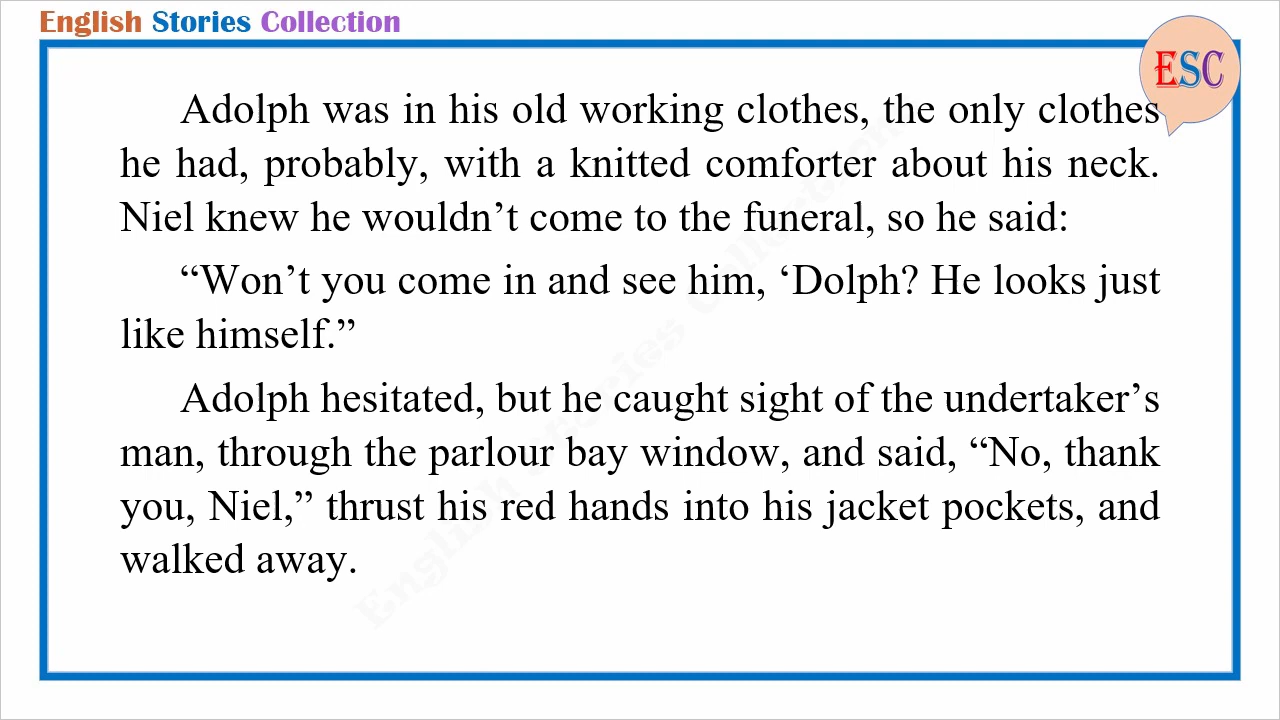 English Stories Collection
ESC
Adolph was in his old working clothes, the only clothes
he had, probably, with a knitted comforter about his neck.
Niel knew he wouldn’t come to the funeral, so he said:
“Won’t you come in and see him, ‘Dolph? He looks just
like himself.”
Adolph hesitated, but he caught sight of the undertaker’s
man, through the parlour bay window, and said, “No, thank
you, Niel,” thrust his red hands into his jacket pockets, and
walked away.
English Stories Collection